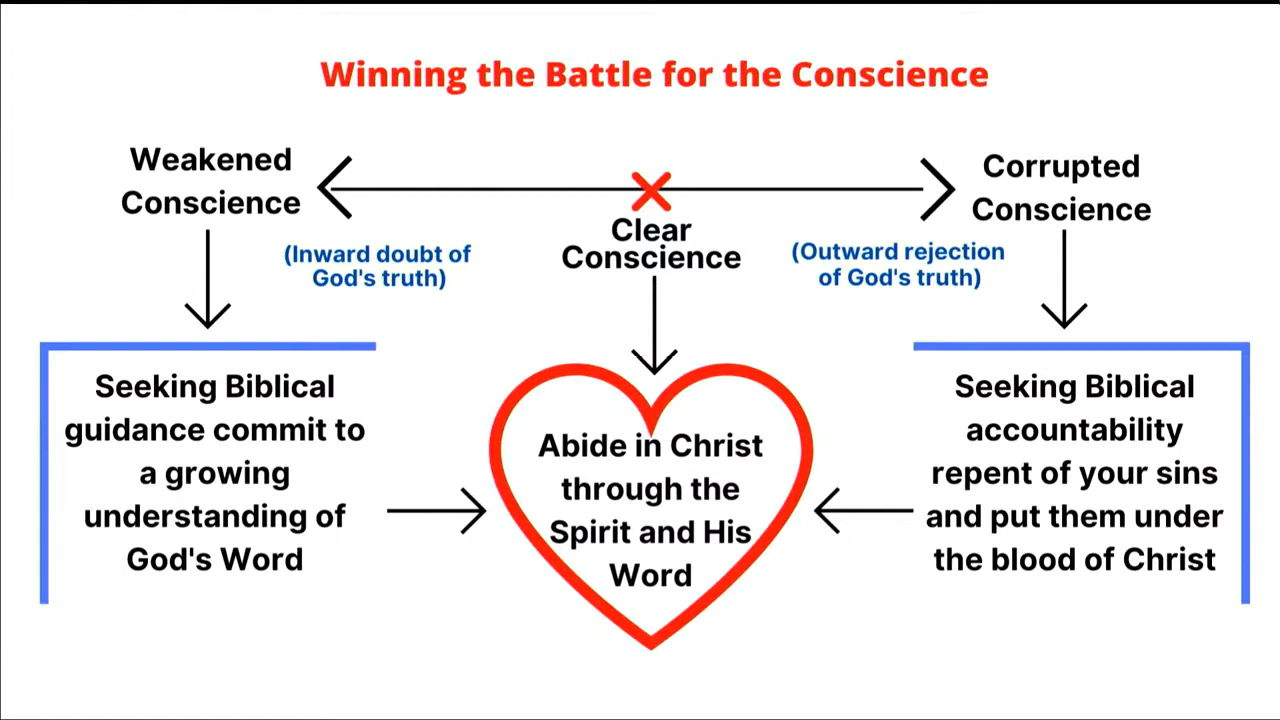 Winning the Battle for the Conscience
Weakened
Conscience
Clear
Conscience
Corrupted
Conscience
(Inward doubt of
God's truth)
(Outward rejection
of God's truth)
Seeking Biblical
guidance commit to
a growing
understanding of
God's Word
Abide in Christ
through the
Spirit and His
Word
Seeking Biblical
accountability
repent of your sins
and put them under
the blood of Christ